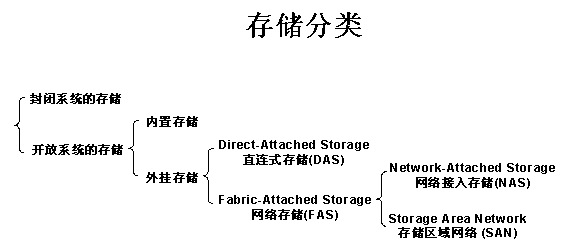 存储分类
封闭系统的存储
开放系统的存储
内置存储
外挂存储
Direct-Attached Storage
直连式存储(DAS)
Fabric-Attached Storage
网络存储(FAS)
Network-Attached Storage
网络接入存储(NAS)
Storage Area Network
存储区域网络 (SAN)